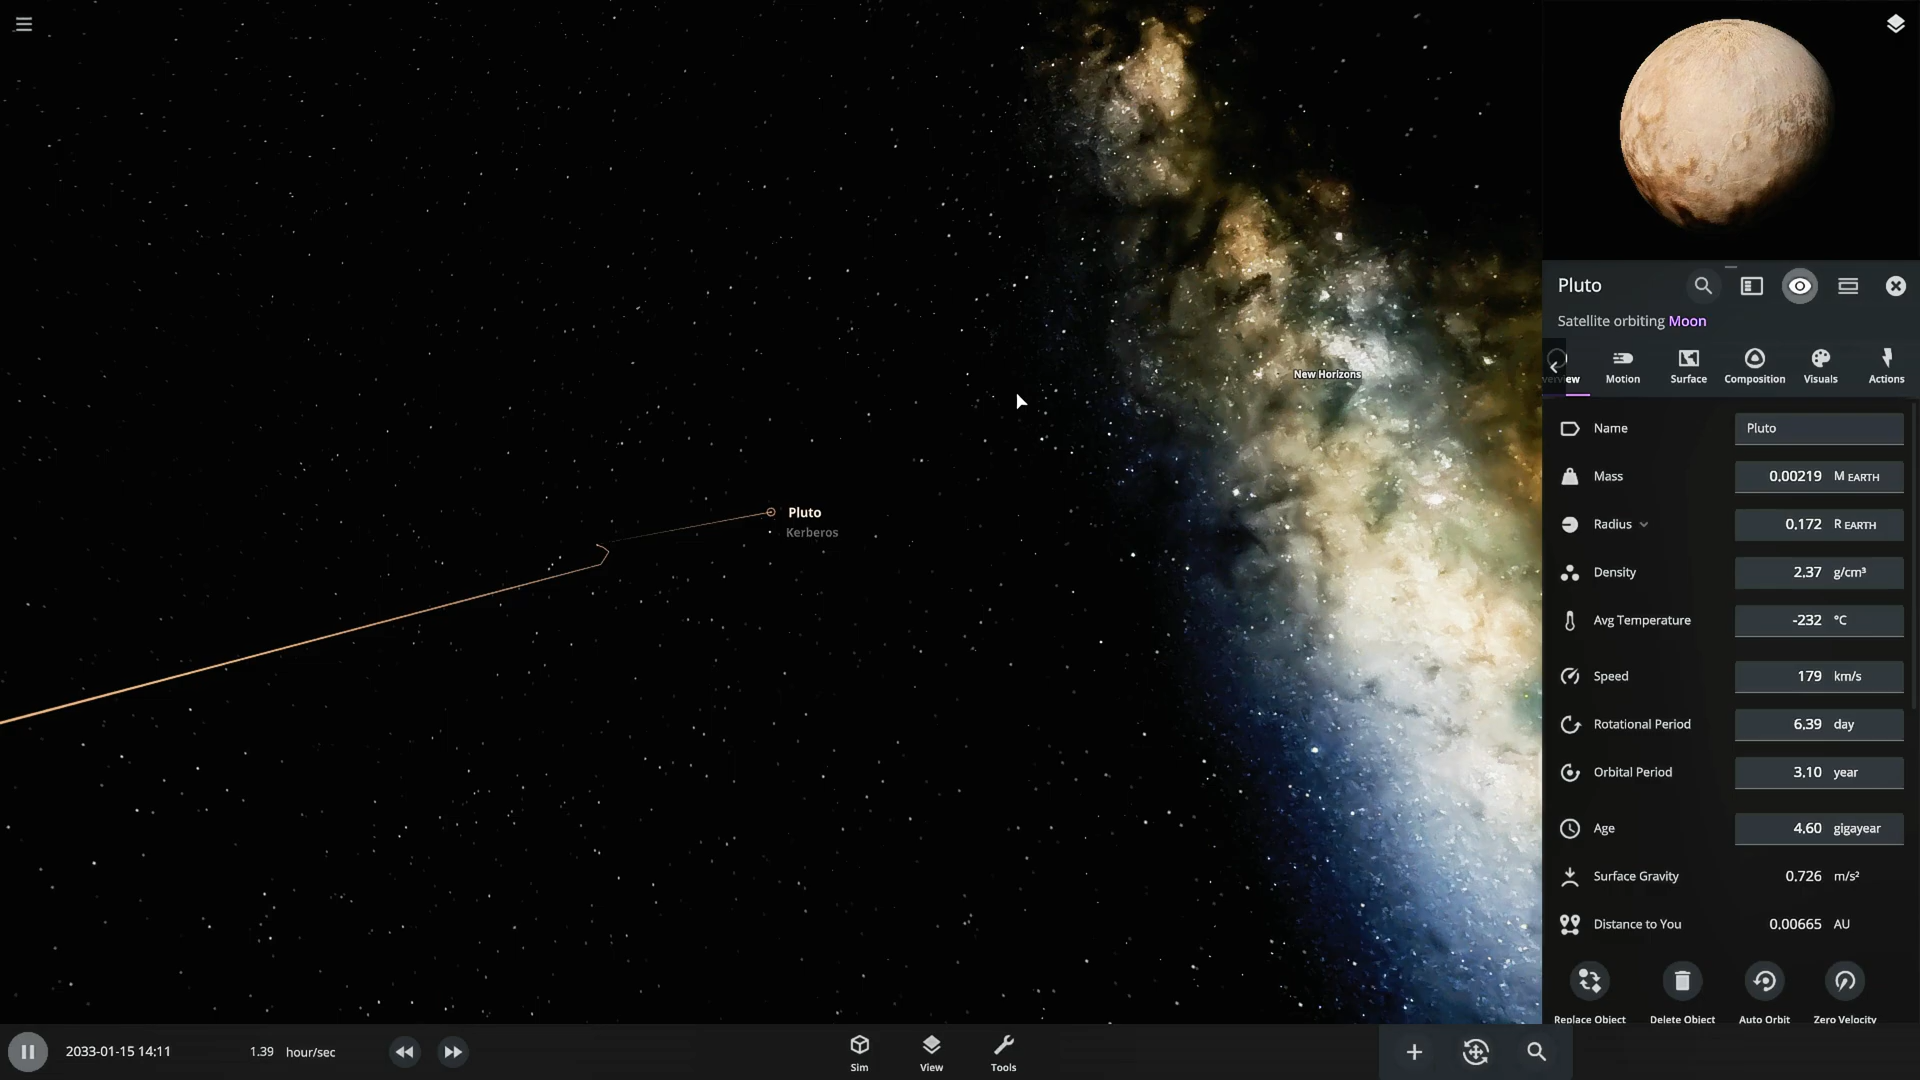 Pluto
Satellite orbiting Moon
Motion
Surface
Composition
Visuals
Actions
New Horizons
Name
Pluto
Mass
0.00219 M EARTH
Radius
0.172 R EARTH
Pluto
Kerberos
Density
2.37 g/cm³
Avg Temperature
-232 °C
Speed
179 km/s
Rotational Period
6.39 day
Orbital Period
3.10 year
Age
4.60 gigayear
Surface Gravity
0.726 m/s²
Distance to You
0.00665 AU
Replace Object
Delete Object
Auto Orbit
Zero Velocity
2033-01-15 14:11
1.39 hour/sec
Sim
View
Tools